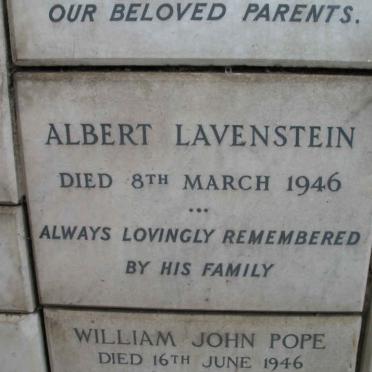 OUR BELOVED PARENTS.
ALBERT LAVENSTEIN
DIED 8TH MARCH 1946
...
ALWAYS LOVINGLY REMEMBERED
BY HIS FAMILY
WILLIAM JOHN POPE
DIED 16TH JUNE 1946